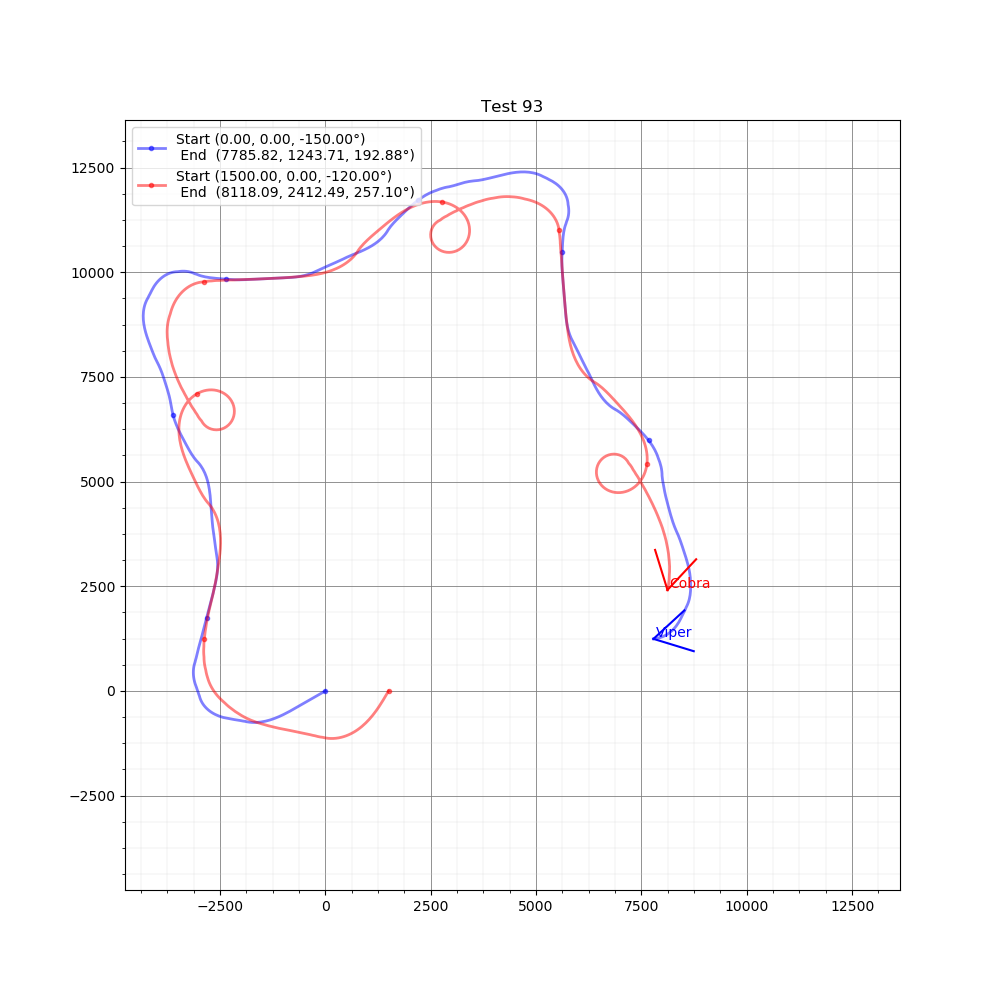 Test 93
Start (0.00, 0.00, -150.00°)
End (7785.82, 1243.71, 192.88°)
Start (1500.00, 0.00, -120.00°)
End (8118.09, 2412.49, 257.10°)
12500
10000
7500
5000
2500
0
−2500
Cobra
Viper
−2500 0 2500 5000 7500 10000 12500